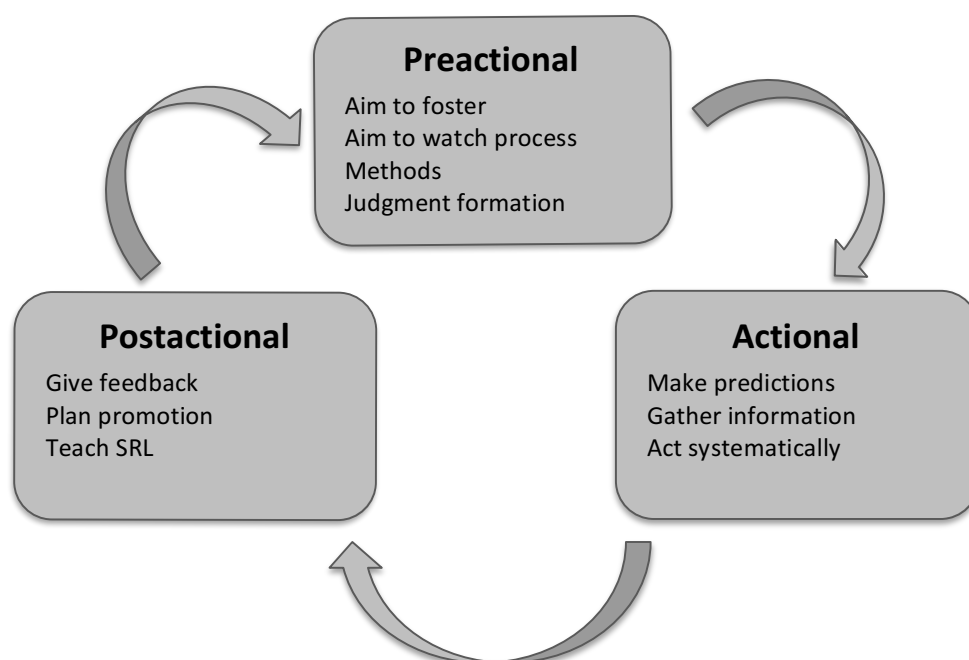 Preactional
Aim to foster
Aim to watch process
Methods
Judgment formation
Postactional
Give feedback
Plan promotion
Teach SRL
Actional
Make predictions
Gather information
Act systematically